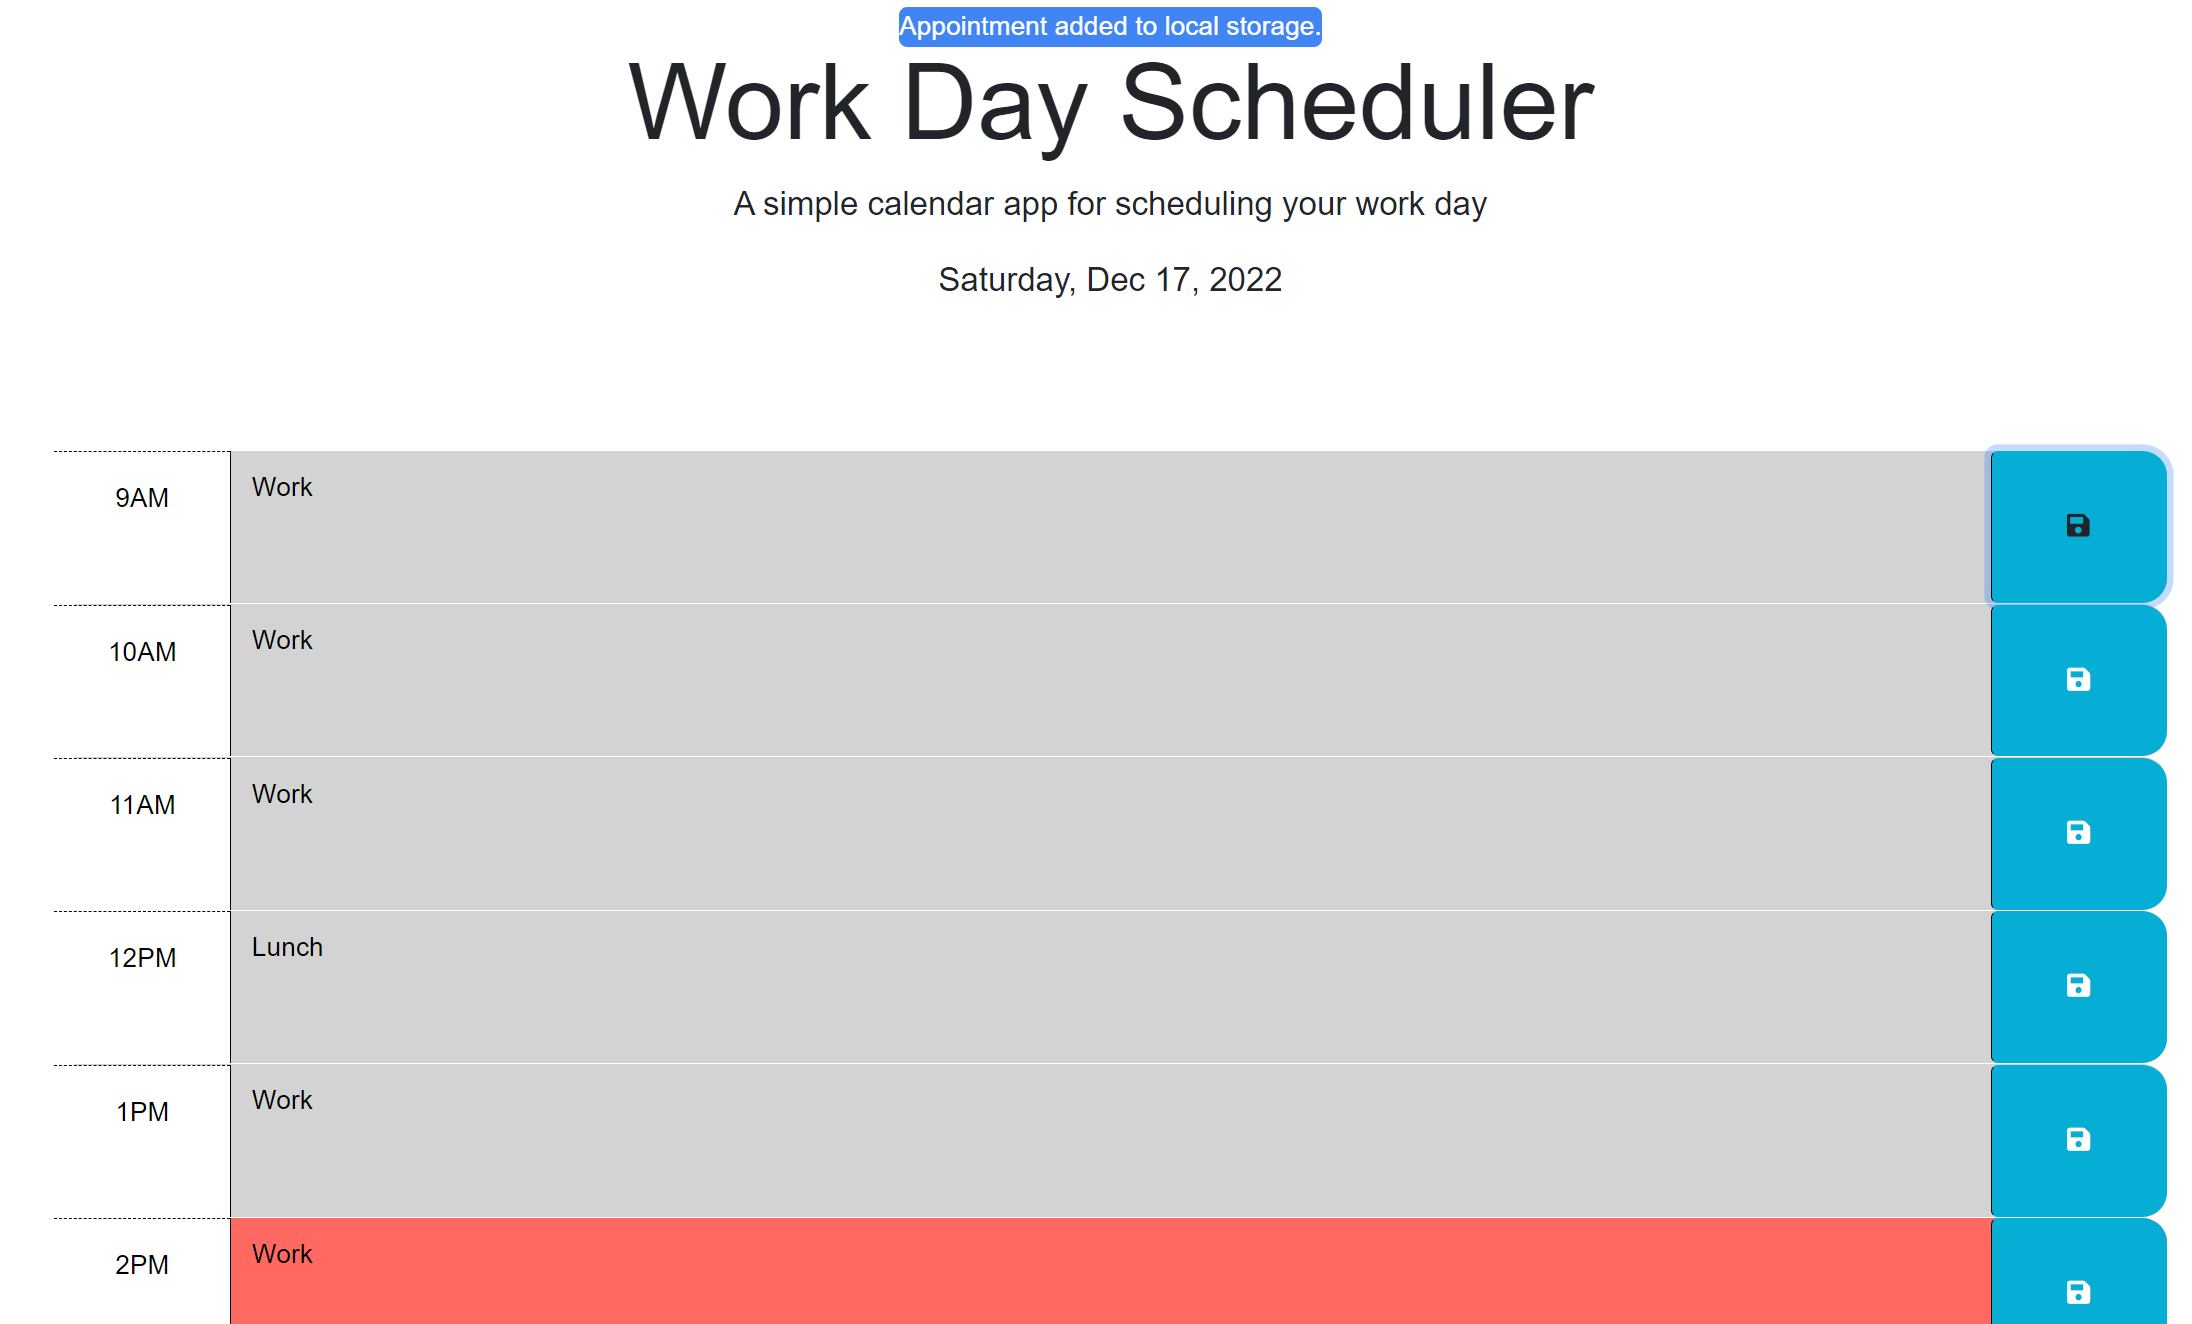 Appointment added to local storage.
Work Day Scheduler
A simple calendar app for scheduling your work day
Saturday, Dec 17, 2022
9AM
Work
10AM
Work
11AM
Work
12PM
Lunch
1PM
Work
2PM
Work